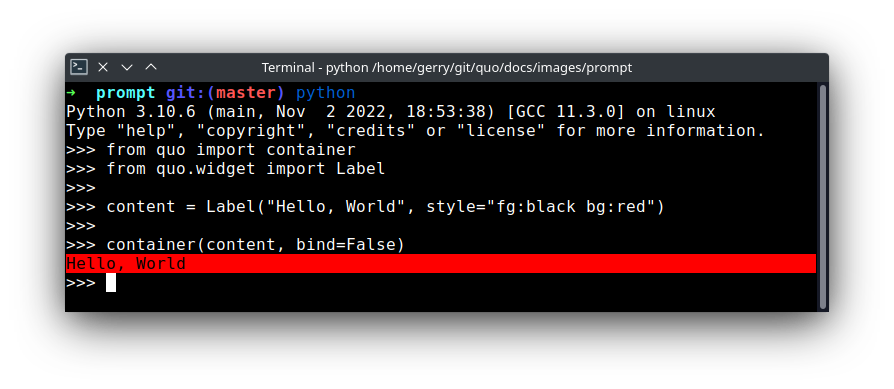 Terminal - python /home/gerry/git/quo/docs/images/prompt
➜  prompt git:(master) python
Python 3.10.6 (main, Nov  2 2022, 18:53:38) [GCC 11.3.0] on linux
Type "help", "copyright", "credits" or "license" for more information.
>>> from quo import container
>>> from quo.widget import Label
>>>
>>> content = Label("Hello, World", style="fg:black bg:red")
>>>
>>> container(content, bind=False)
Hello, World
>>>